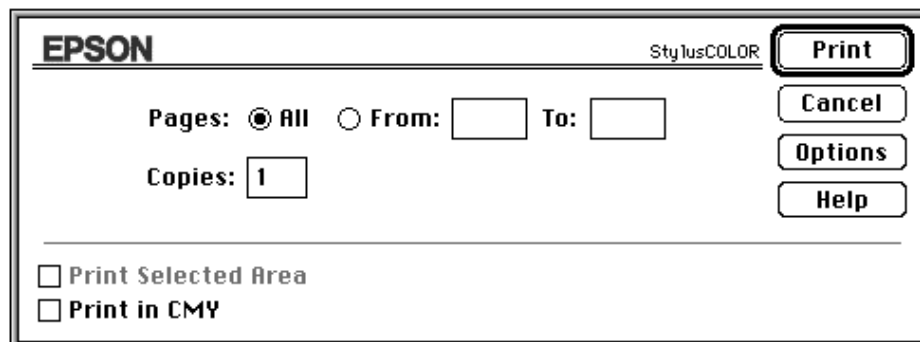 EPSON
StylusCOLOR
Print
Pages: All From: To:
Cancel
Copies: 1
Options
Help
Print Selected Area
Print in CMY